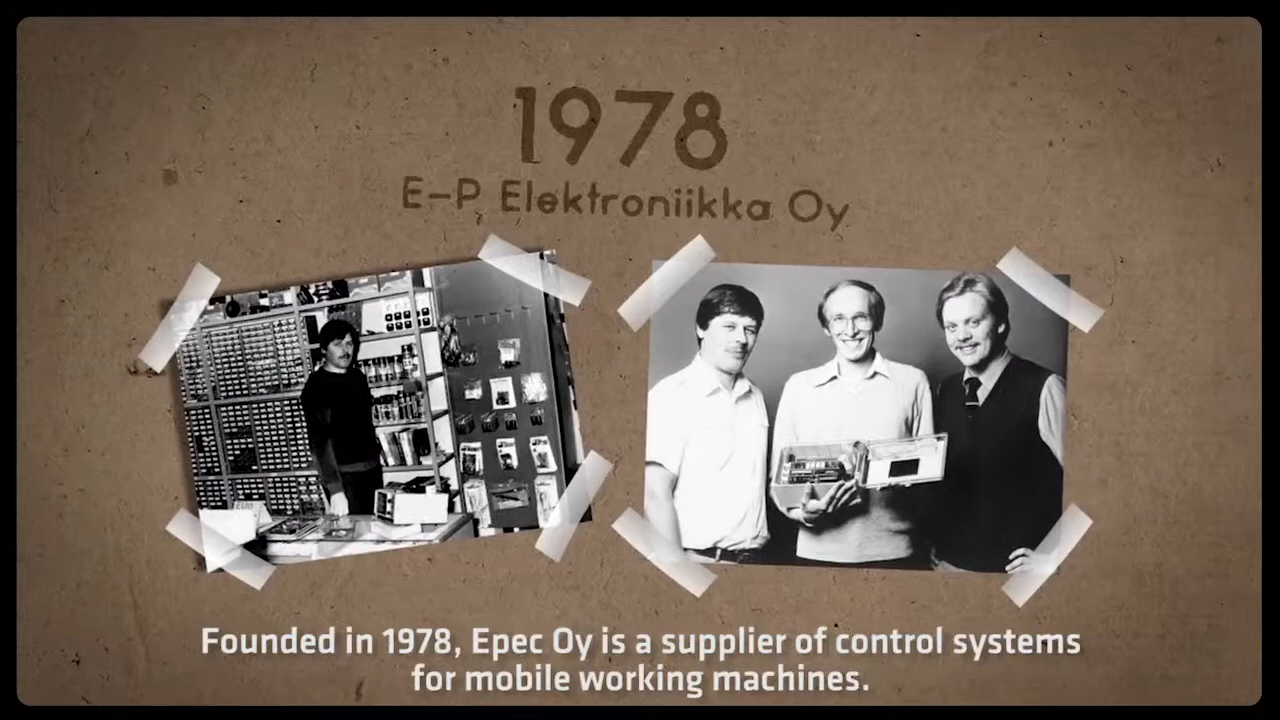 1978
E-P Elektroniikka Oy
Founded in 1978, Epec Oy is a supplier of control systems
for mobile working machines.